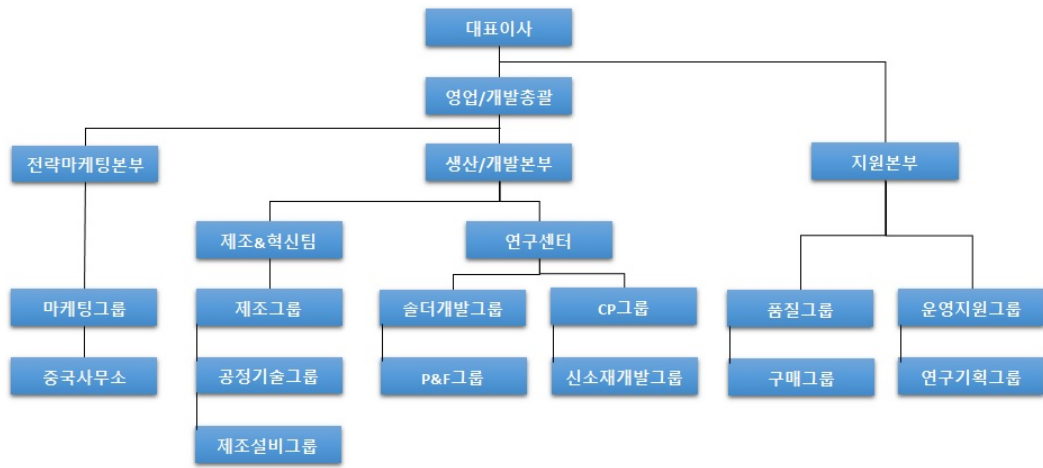 대표이사
영업/개발총괄
전략마케팅본부
생산/개발본부
지원본부
제조&혁신팀
연구센터
마케팅그룹
제조그룹
솔더개발그룹
CP그룹
품질그룹
운영지원그룹
중국사무소
공정기술그룹
P&F그룹
신소재개발그룹
구매그룹
연구기획그룹
제조설비그룹